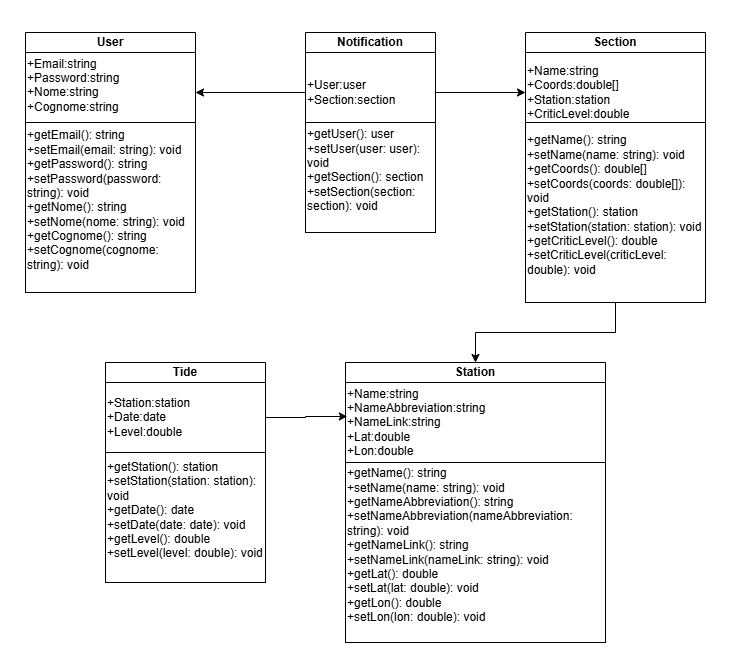 User
+Email:string
+Password:string
+Nome:string
+Cognome:string
+getEmail(): string
+setEmail(email: string): void
+getPassword(): string
+setPassword(password:
string): void
+getNome(): string
+setNome(nome: string): void
+getCognome(): string
+setCognome(cognome:
string): void
Notification
+User:user
+Section:section
+getUser(): user
+setUser(user: user):
void
+getSection(): section
+setSection(section:
section): void
Section
+Name:string
+Coords:double[]
+Station:station
+CriticLevel:double
+getName(): string
+setName(name: string): void
+getCoords(): double[]
+setCoords(coords: double[]):
void
+getStation(): station
+setStation(station: station): void
+getCriticLevel(): double
+setCriticLevel(criticLevel:
double): void
Tide
+Station:station
+Date:date
+Level:double
+getStation(): station
+setStation(station: station):
void
+getDate(): date
+setDate(date: date): void
+getLevel(): double
+setLevel(level: double): void
Station
+Name:string
+NameAbbreviation:string
+NameLink:string
+Lat:double
+Lon:double
+getName(): string
+setName(name: string): void
+getNameAbbreviation(): string
+setNameAbbreviation(nameAbbreviation:
string): void
+getNameLink(): string
+setNameLink(nameLink: string): void
+getLat(): double
+setLat(lat: double): void
+getLon(): double
+setLon(lon: double): void